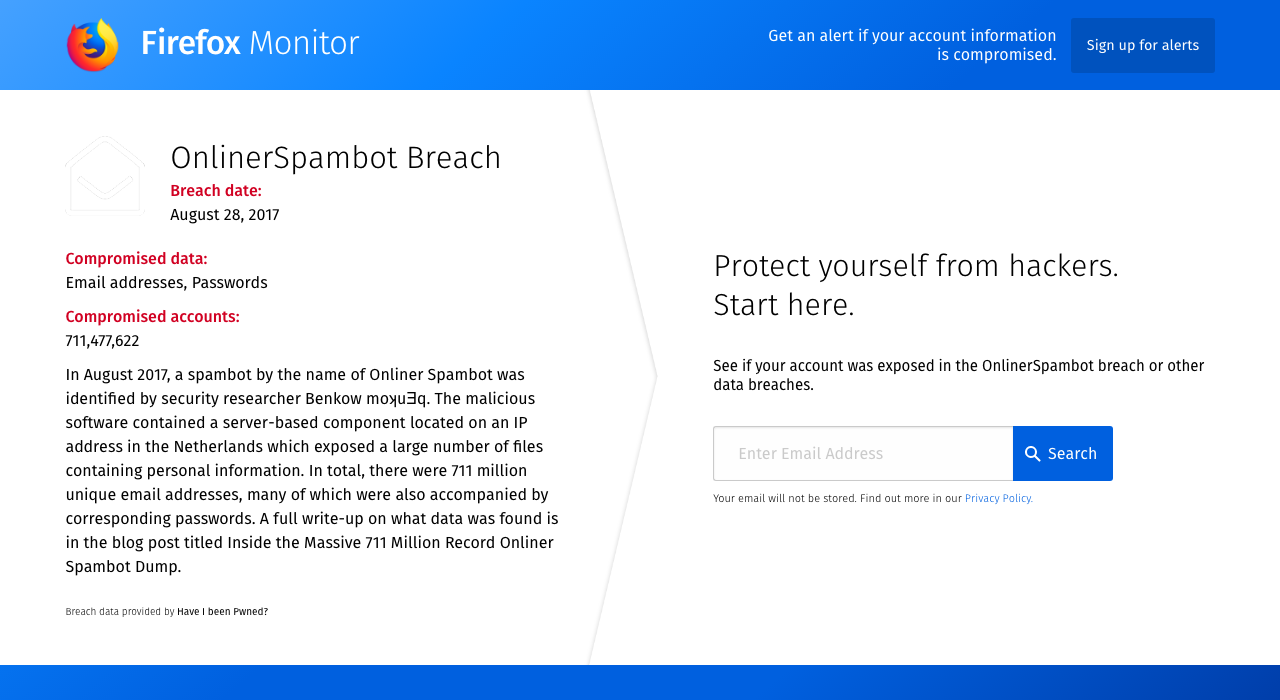 Firefox Monitor
Get an alert if your account information
is compromised.
Sign up for alerts
OnlinerSpambot Breach
Breach date:
August 28, 2017
Compromised data:
Email addresses, Passwords
Compromised accounts:
711,477,622
In August 2017, a spambot by the name of Onliner Spambot was
identified by security researcher Benkow moʞuƎq. The malicious
software contained a server-based component located on an IP
address in the Netherlands which exposed a large number of files
containing personal information. In total, there were 711 million
unique email addresses, many of which were also accompanied by
corresponding passwords. A full write-up on what data was found is
in the blog post titled Inside the Massive 711 Million Record Onliner
Spambot Dump.
Breach data provided by Have I been Pwned?
Protect yourself from hackers.
Start here.
See if your account was exposed in the OnlinerSpambot breach or other
data breaches.
Enter Email Address
Search
Your email will not be stored. Find out more in our Privacy Policy.